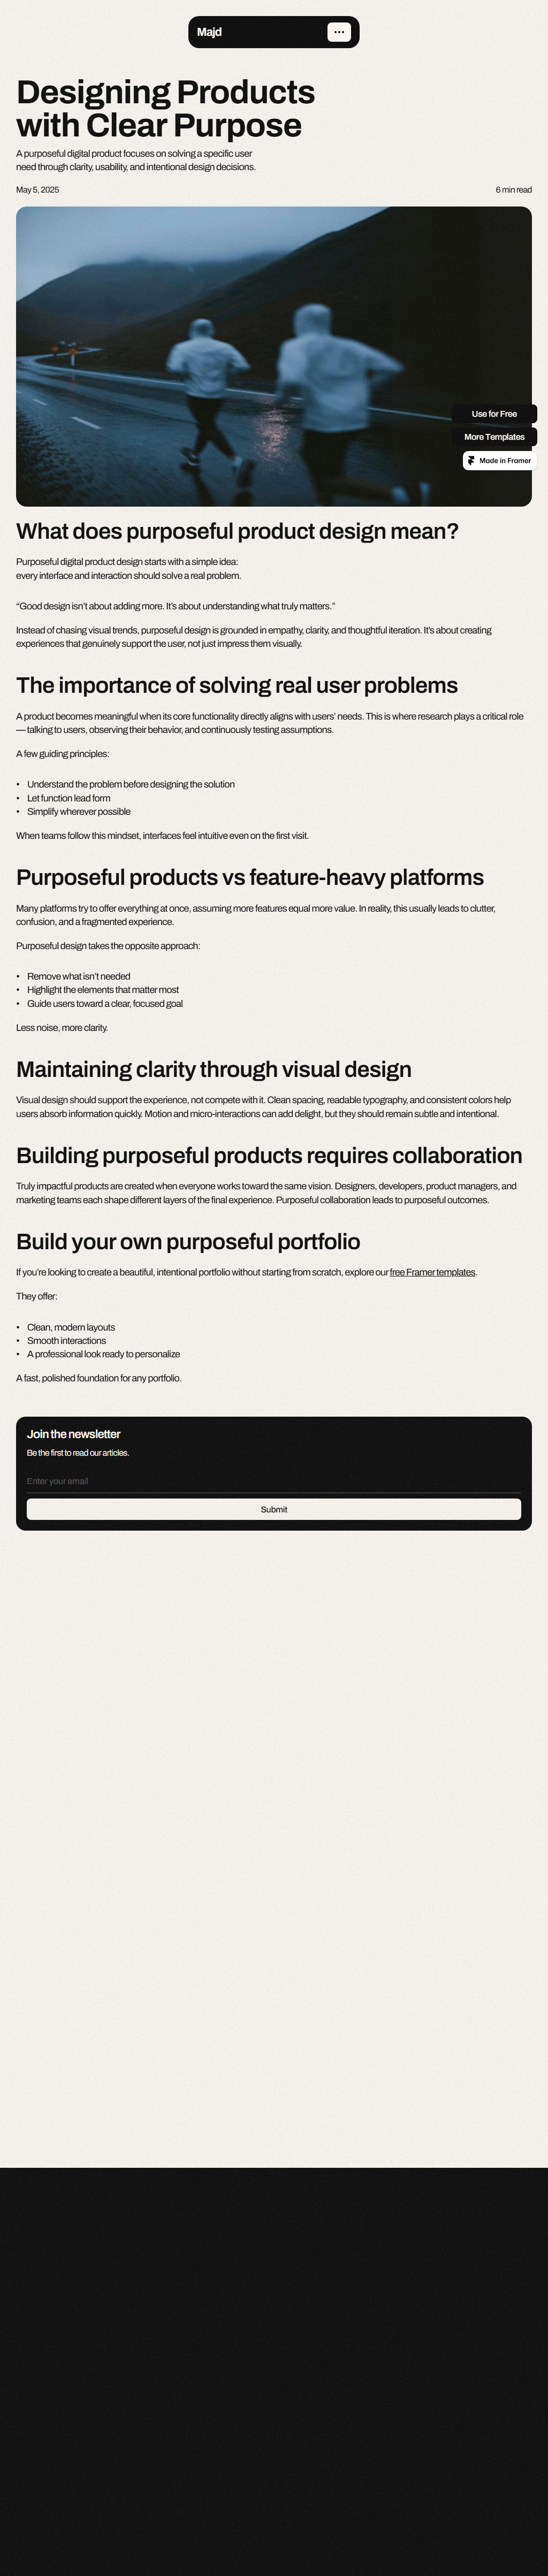 Majd
Designing Products
with Clear Purpose
A purposeful digital product focuses on solving a specific user
need through clarity, usability, and intentional design decisions.
May 5, 2025
6 min read
Use for Free
More Templates
Made in Framer
What does purposeful product design mean?
Purposeful digital product design starts with a simple idea:
every interface and interaction should solve a real problem.
“Good design isn’t about adding more. It’s about understanding what truly matters.”
Instead of chasing visual trends, purposeful design is grounded in empathy, clarity, and thoughtful iteration. It’s about creating
experiences that genuinely support the user, not just impress them visually.
The importance of solving real user problems
A product becomes meaningful when its core functionality directly aligns with users’ needs. This is where research plays a critical role
— talking to users, observing their behavior, and continuously testing assumptions.
A few guiding principles:
• Understand the problem before designing the solution
• Let function lead form
• Simplify wherever possible
When teams follow this mindset, interfaces feel intuitive even on the first visit.
Purposeful products vs feature-heavy platforms
Many platforms try to offer everything at once, assuming more features equal more value. In reality, this usually leads to clutter,
confusion, and a fragmented experience.
Purposeful design takes the opposite approach:
• Remove what isn’t needed
• Highlight the elements that matter most
• Guide users toward a clear, focused goal
Less noise, more clarity.
Maintaining clarity through visual design
Visual design should support the experience, not compete with it. Clean spacing, readable typography, and consistent colors help
users absorb information quickly. Motion and micro-interactions can add delight, but they should remain subtle and intentional.
Building purposeful products requires collaboration
Truly impactful products are created when everyone works toward the same vision. Designers, developers, product managers, and
marketing teams each shape different layers of the final experience. Purposeful collaboration leads to purposeful outcomes.
Build your own purposeful portfolio
If you’re looking to create a beautiful, intentional portfolio without starting from scratch, explore our free Framer templates.
They offer:
• Clean, modern layouts
• Smooth interactions
• A professional look ready to personalize
A fast, polished foundation for any portfolio.
Join the newsletter
Be the first to read our articles.
Enter your email
Submit